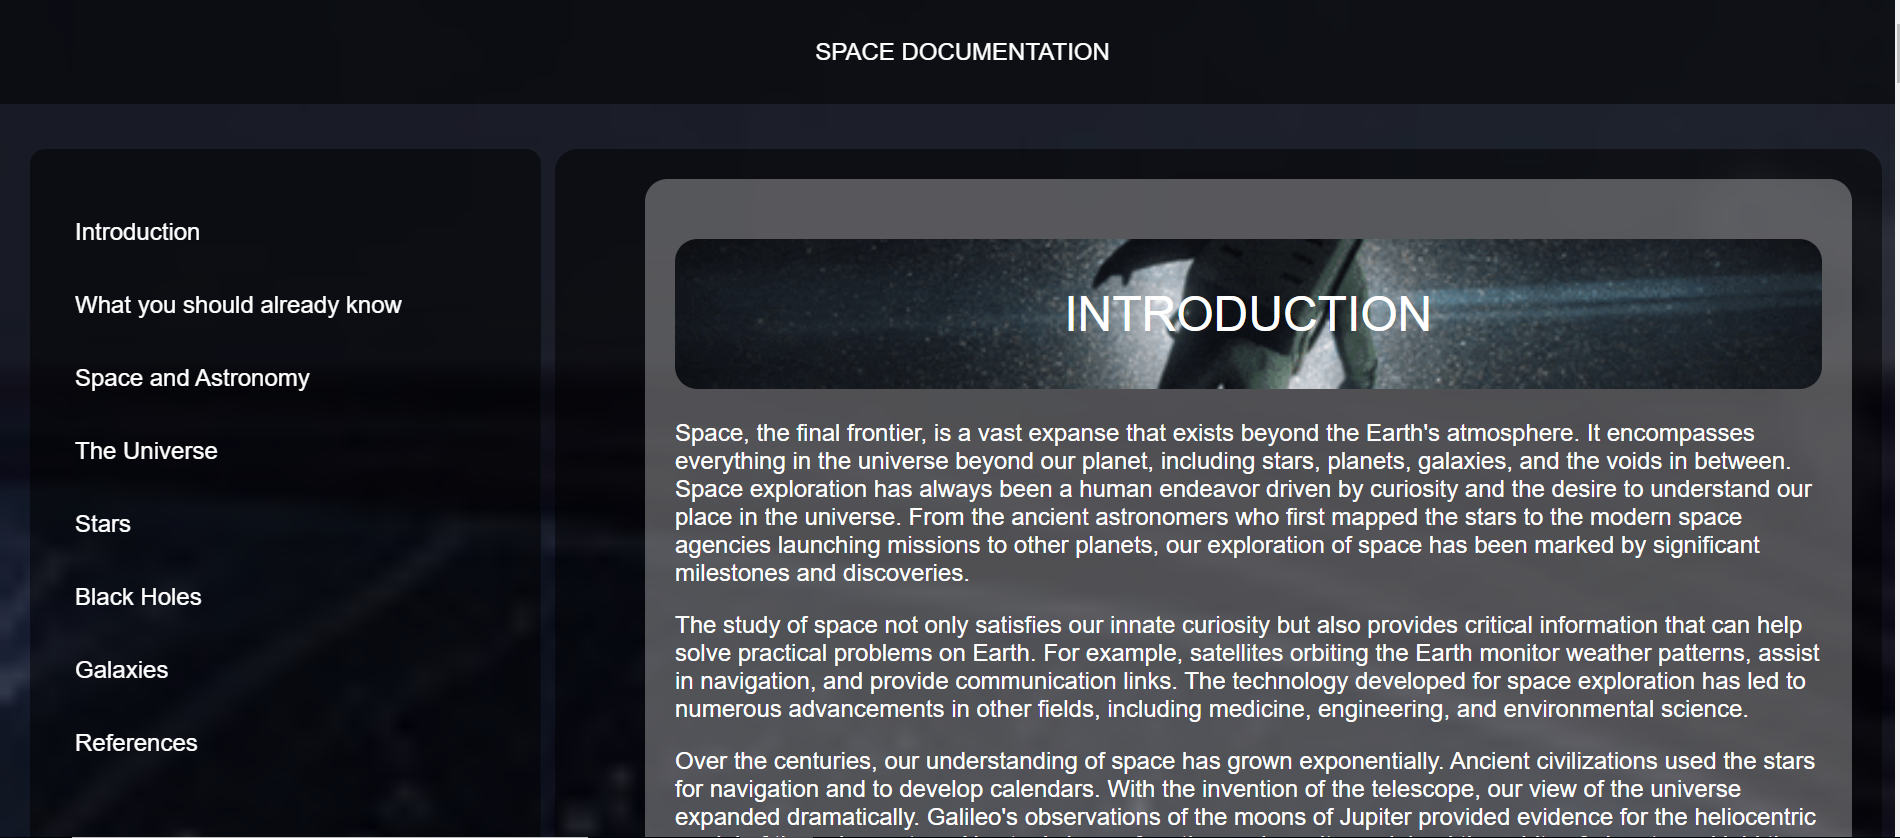 SPACE DOCUMENTATION
Introduction
What you should already know
Space and Astronomy
The Universe
Stars
Black Holes
Galaxies
References
INTRODUCTION
Space, the final frontier, is a vast expanse that exists beyond the Earth's atmosphere. It encompasses
everything in the universe beyond our planet, including stars, planets, galaxies, and the voids in between.
Space exploration has always been a human endeavor driven by curiosity and the desire to understand our
place in the universe. From the ancient astronomers who first mapped the stars to the modern space
agencies launching missions to other planets, our exploration of space has been marked by significant
milestones and discoveries.
The study of space not only satisfies our innate curiosity but also provides critical information that can help
solve practical problems on Earth. For example, satellites orbiting the Earth monitor weather patterns, assist
in navigation, and provide communication links. The technology developed for space exploration has led to
numerous advancements in other fields, including medicine, engineering, and environmental science.
Over the centuries, our understanding of space has grown exponentially. Ancient civilizations used the stars
for navigation and to develop calendars. With the invention of the telescope, our view of the universe
expanded dramatically. Galileo's observations of the moons of Jupiter provided evidence for the heliocentric